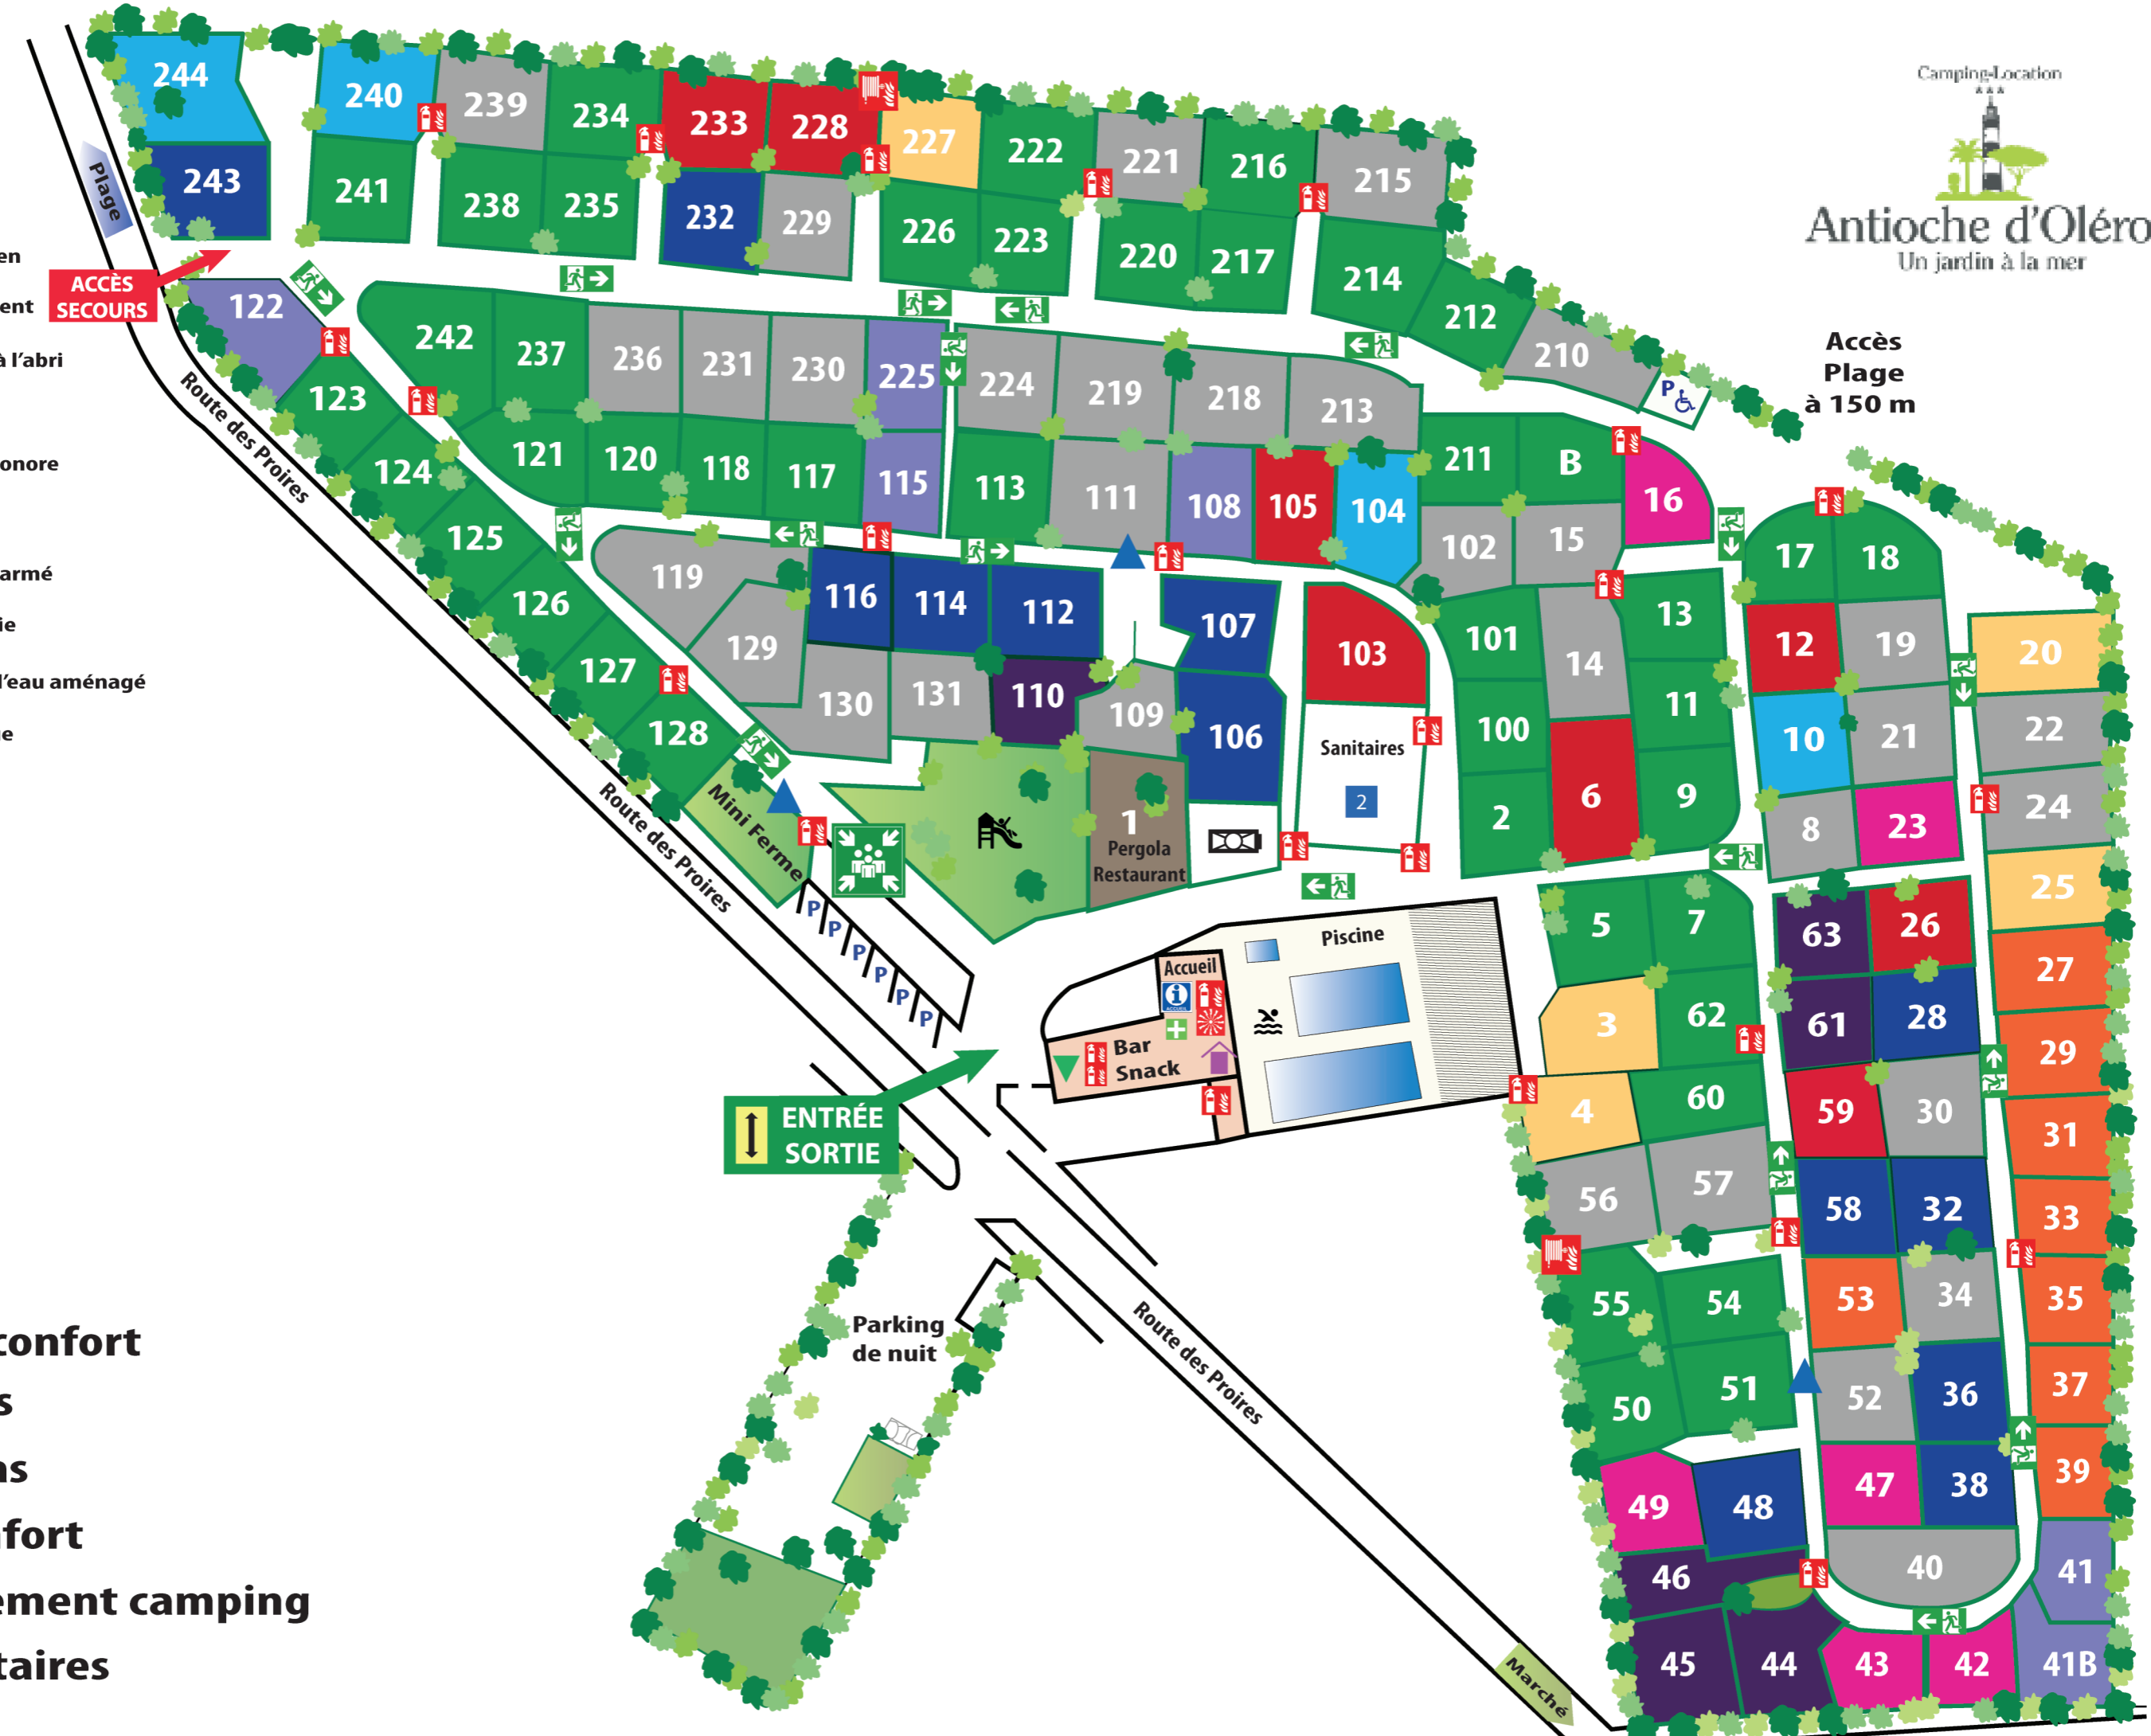 Camping-Location
Antioche d'Oléro
Un jardin à la mer
244
240
239
234
233
228
227
222
221
216
215
243
241
238
235
232
229
226
223
220
217
214
212
210
Plage
en
ACCÈS
SECOURS
ent
à l'abri
onore
armé
ie
l'eau aménagé
e
122
242
237
236
231
230
225
224
219
218
213
P
Accès
Plage
à 150 m
123
124
125
126
127
128
121
120
118
117
115
113
111
108
105
104
211
B
16
102
15
Route des Proires
119
129
116
114
112
107
103
101
14
13
17
18
12
19
20
130
131
110
109
106
100
11
10
21
22
Sanitaires
2
2
6
9
8
23
24
Mini Ferme
1
Pergola
Restaurant
Route des Proires
P
P
P
P
P
P
5
7
63
26
25
Piscine
Accueil
i
ACCUEIL
Bar
Snack
3
62
61
28
27
29
4
60
59
30
31
ENTRÉE
SORTIE
56
57
58
32
33
55
54
53
34
35
Parking
de nuit
Route des Proires
50
51
52
36
37
49
48
47
38
39
46
40
41
45
44
43
42
41B
Marché
confort
s
ns
fort
ement camping
taires